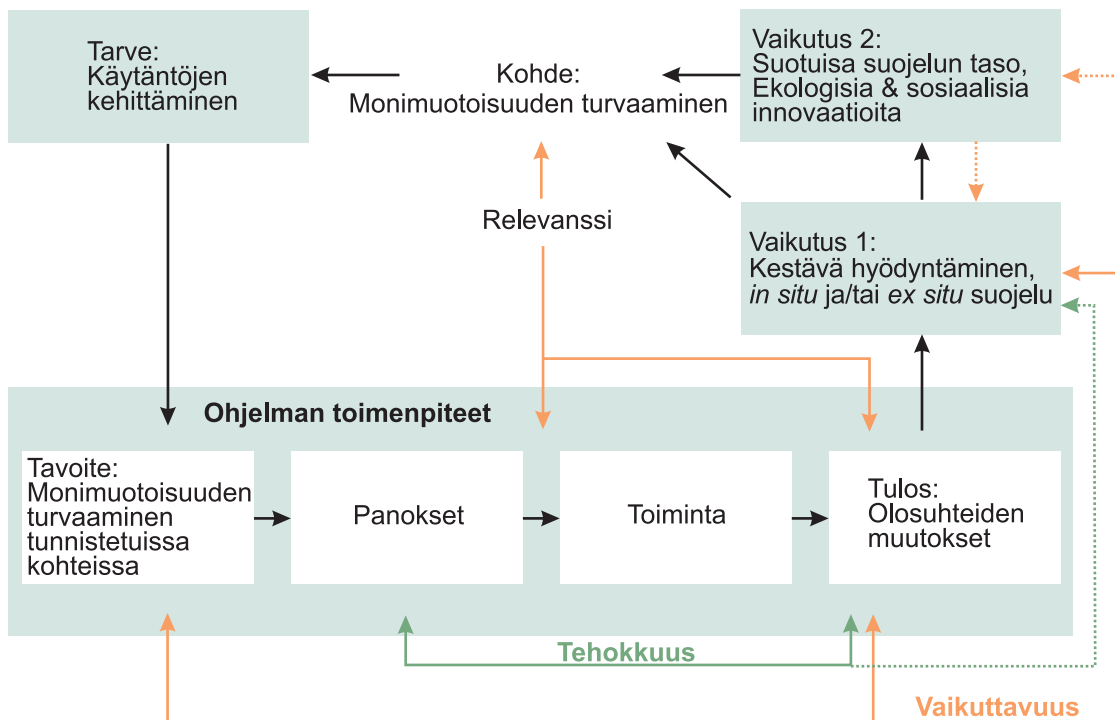 Tarve:
Käytäntöjen
kehittäminen
Kohde:
Monimuotoisuuden turvaaminen
Vaikutus 2:
Suotuisa suojelun taso,
Ekologisia & sosiaalisia
innovaatioita
Relevanssi
Vaikutus 1:
Kestävä hyödyntäminen,
in situ ja/tai ex situ suojelu
Ohjelman toimenpiteet
Tavoite:
Monimuotoisuuden
turvaaminen
tunnistetuissa
kohteissa
Panokset
Toiminta
Tulos:
Olosuhteiden
muutokset
Tehokkuus
Vaikuttavuus